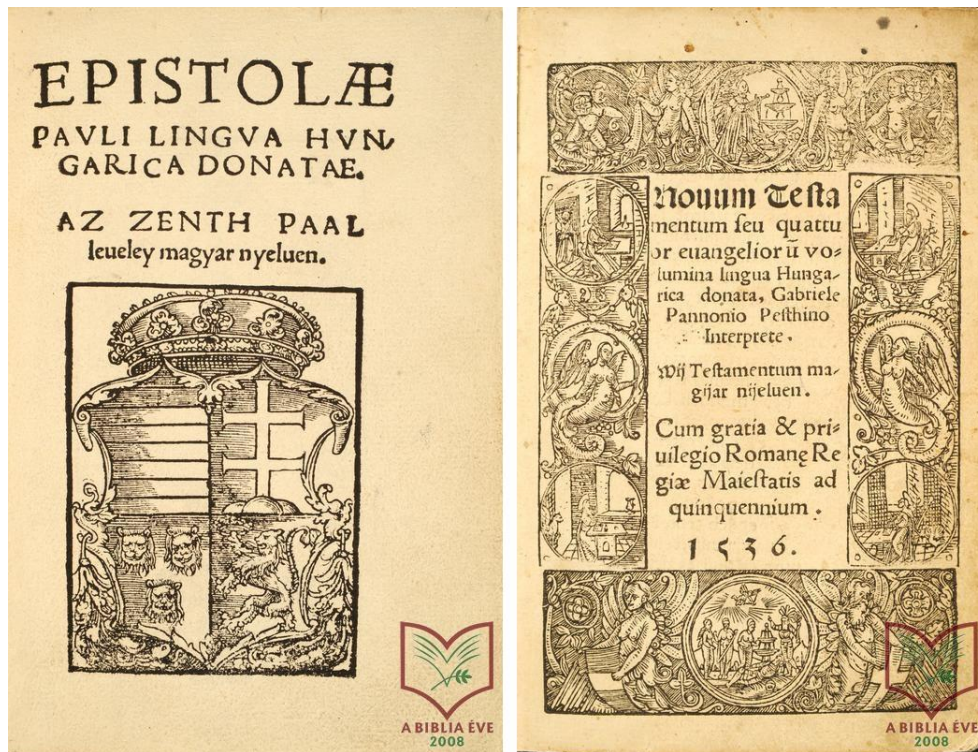 EPISTOLÆ
PAVLI LINGVA HVN,
GARICA DONATAE.
AZ ZENTH PAAL
leueley magyar nyeluen.
A BIBLIA ÉVE
2008
Nouum Testa
mentum seu quattu
or euangeliorū vo⸗
lumina lingua Hunga⸗
rica donata, Gabriele
Pannonio Pesthino
Interprete.
Wij Testamentum ma⸗
gijar nijeluen.
Cum gratia & pri⸗
uilegio Romanę Re
giæ Maiestatis ad
quinquennium.
1536.
A BIBLIA ÉVE
2008